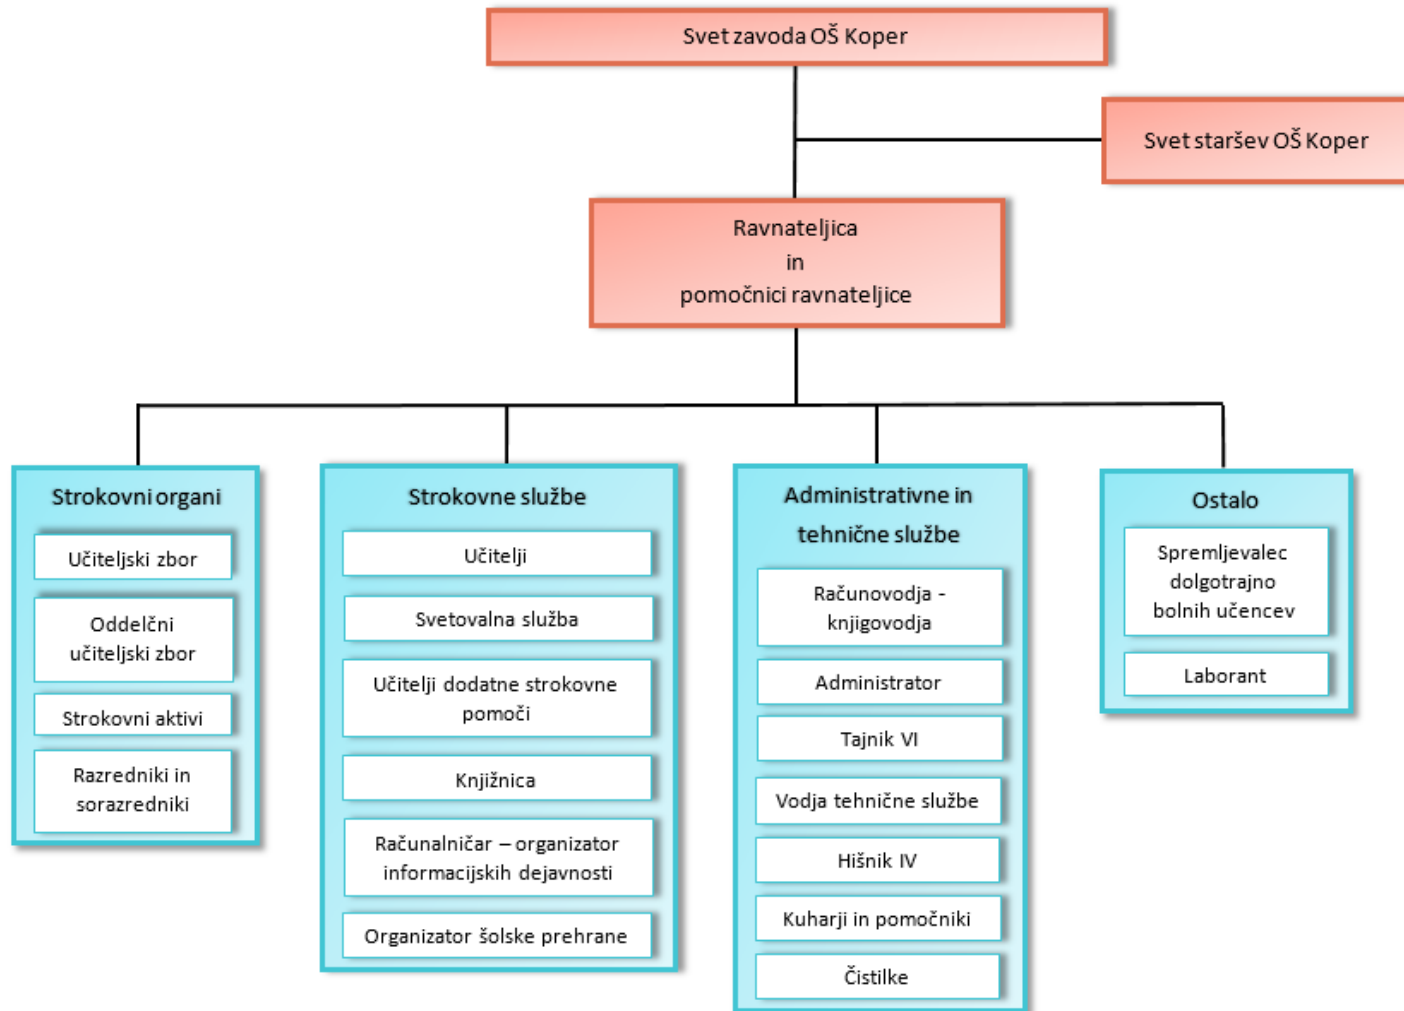 Svet zavoda OŠ Koper
Svet staršev OŠ Koper
Ravnateljica
in
pomočnici ravnateljice
Strokovni organi
Učiteljski zbor
Oddelčni
učiteljski zbor
Strokovni aktivi
Razredniki in
sorazredniki
Strokovne službe
Učitelji
Svetovalna služba
Učitelji dodatne strokovne
pomoči
Knjižnica
Računalničar – organizator
informacijskih dejavnosti
Organizator šolske prehrane
Administrativne in
tehnične službe
Računovodja -
knjigovodja
Administrator
Tajnik VI
Vodja tehnične službe
Hišnik IV
Kuharji in pomočniki
Čistilke
Ostalo
Spremljevalec
dolgotrajno
bolnih učencev
Laborant